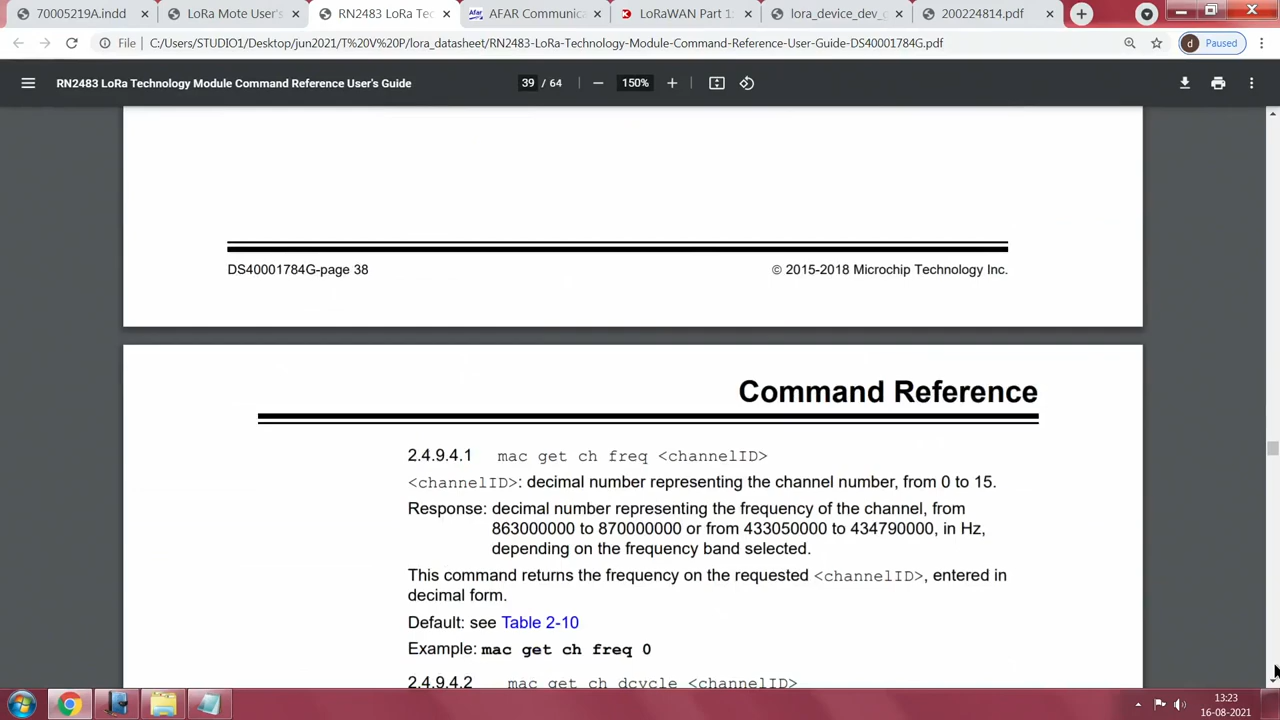 70005219A.indd
LoRa Mote User's
RN2483 LoRa Tec
AFAR Communica
LoRaWAN Part 1:
lora_device_dev_g
2000224814.pdf
File C:/Users/STUDIO1/Desktop/jun2021/T%20V%20P/lora_datasheet/RN2483-LoRa-Technology-Module-Command-Reference-User-Guide-DS40001784G.pdf
d Paused
RN2483 LoRa Technology Module Command Reference User's Guide
39 / 64
150%
DS40001784G-page 38
© 2015-2018 Microchip Technology Inc.
Command Reference
2.4.9.4.1 mac get ch freq <channelID>
<channelID>: decimal number representing the channel number, from 0 to 15.
Response: decimal number representing the frequency of the channel, from
863000000 to 870000000 or from 433050000 to 434790000, in Hz,
depending on the frequency band selected.
This command returns the frequency on the requested <channelID>, entered in
decimal form.
Default: see Table 2-10
Example: mac get ch freq 0
2.4.9.4.2 mac get ch dcycle <channelID>
13:23
16-08-2021